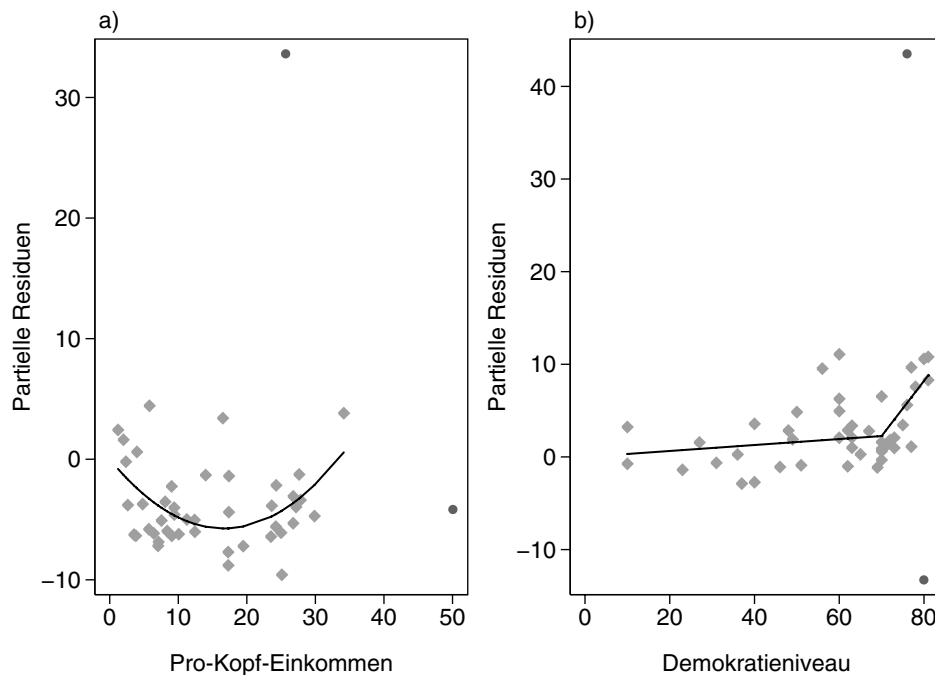 a)
30
20
10
0
−10
0 10 20 30 40 50
Partielle Residuen
Pro-Kopf-Einkommen
b)
40
30
20
10
0
−10
0 20 40 60 80
Partielle Residuen
Demokratieniveau